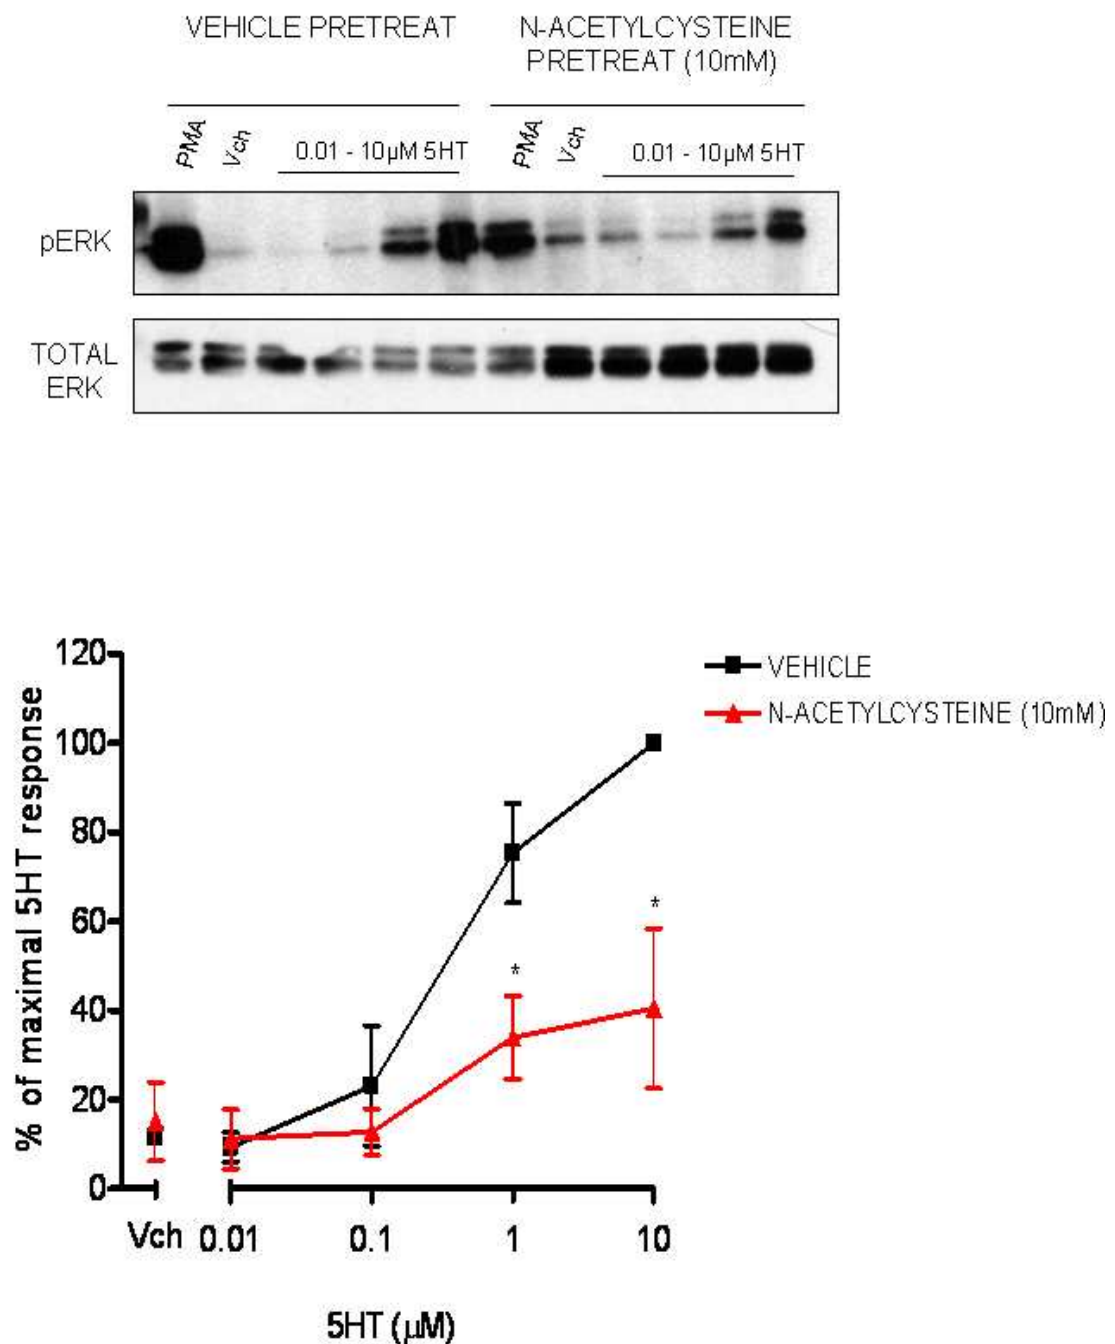 VEHICLE PRETREAT
N-ACETYLCYSTEINE
PRETREAT (10mM)
PMA
Vch
0.01 - 10µM 5HT
PMA
Vch
0.01 - 10µM 5HT
pERK
TOTAL
ERK
120
100
80
60
40
20
0
% of maximal 5HT response
VEHICLE
N-ACETYLCYSTEINE (10mM)
*
*
Vch
0.01
0.1
1
10
5HT (µM)